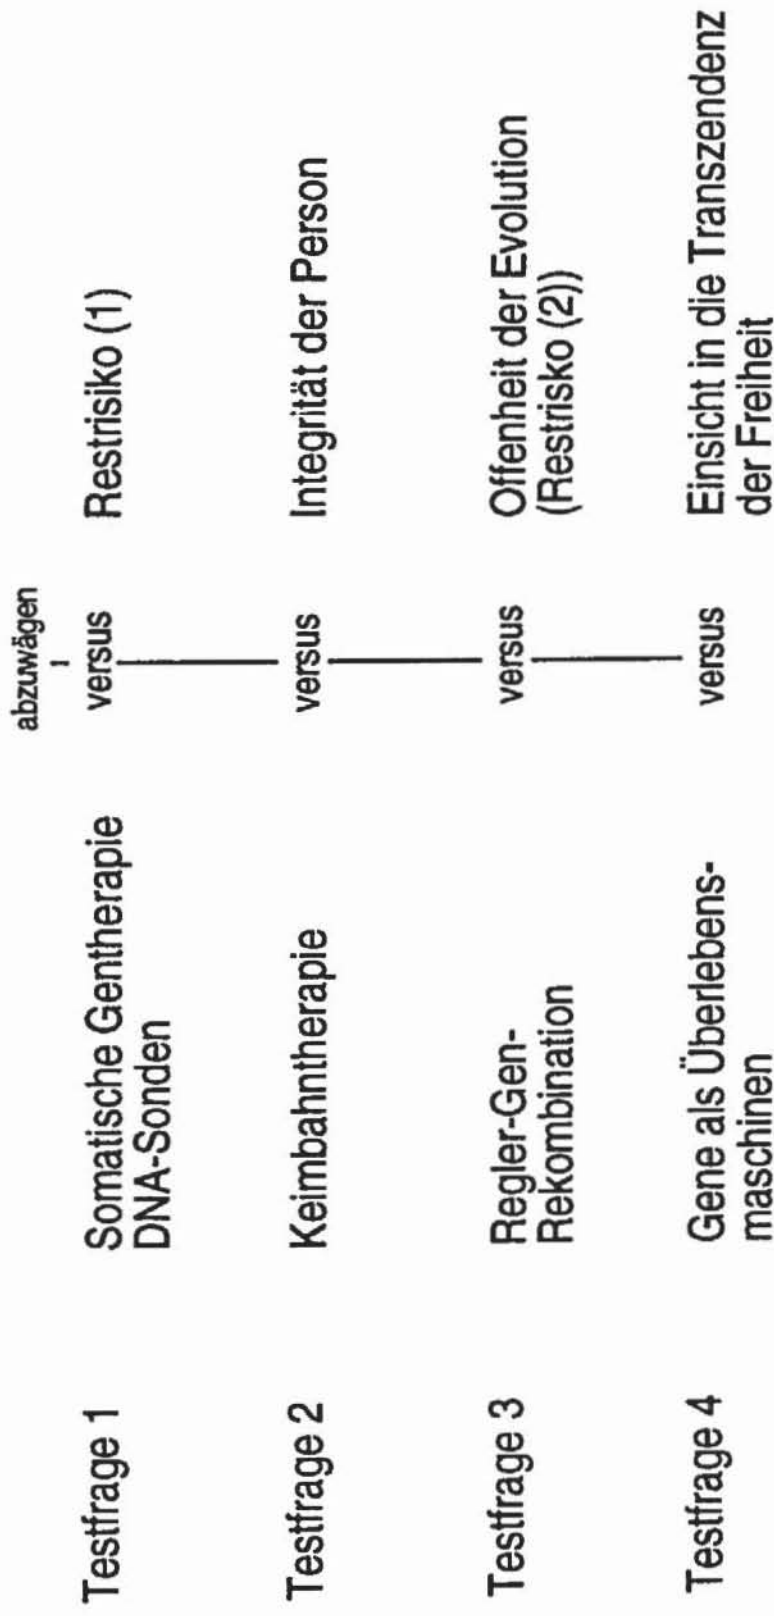 abzuwägen
Testfrage 1 Somatische Gentherapie versus Restrisiko (1)
DNA-Sonden
Testfrage 2 Keimbahntherapie versus Integrität der Person
Testfrage 3 Regler-Gen- versus Offenheit der Evolution
Rekombination (Restrisko (2))
Testfrage 4 Gene als Überlebens- versus Einsicht in die Transzendenz
maschinen der Freiheit